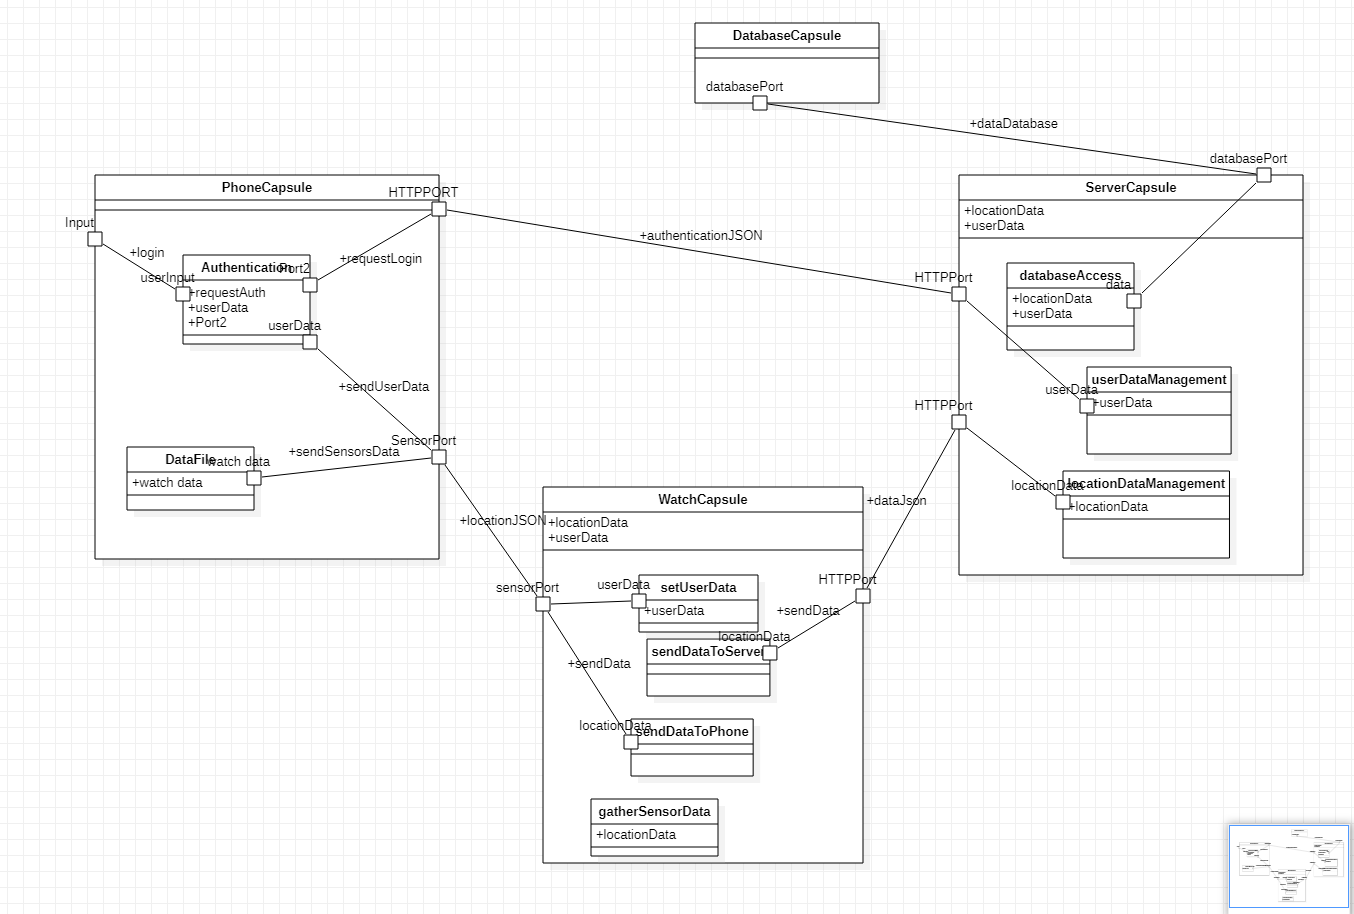 DatabaseCapsule
databasePort
+dataDatabase
databasePort
PhoneCapsule
HTTPPORT
Input
+login
userInput
Authentication
Port2
+requestLogin
+requestAuth
+userData
+Port2
userData
+sendUserData
SensorPort
+sendSensorsData
DataFile
watch data
+watch data
+authenticationJSON
ServerCapsule
+locationData
+userData
HTTPPort
databaseAccess
data
+locationData
+userData
userDataManagement
userData
+userData
HTTPPort
locationDataManagement
locationData
+locationData
+locationJSON
+dataJson
WatchCapsule
+locationData
+userData
sensorPort
HTTPPort
userData
setUserData
+userData
+sendData
locationData
sendDataToServer
+sendData
locationData
sendDataToPhone
gatherSensorData
+locationData